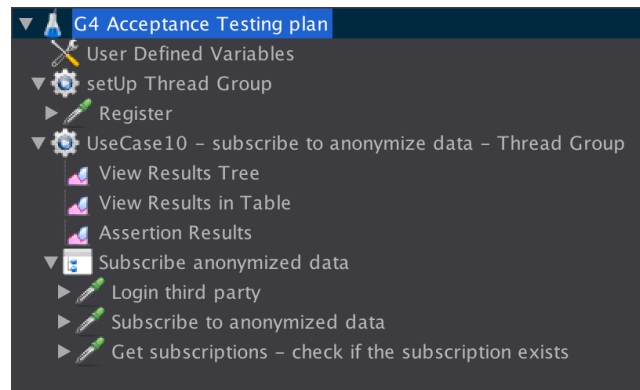 G4 Acceptance Testing plan
User Defined Variables
setUp Thread Group
Register
UseCase10 – subscribe to anonymize data – Thread Group
View Results Tree
View Results in Table
Assertion Results
Subscribe anonymized data
Login third party
Subscribe to anonymized data
Get subscriptions – check if the subscription exists